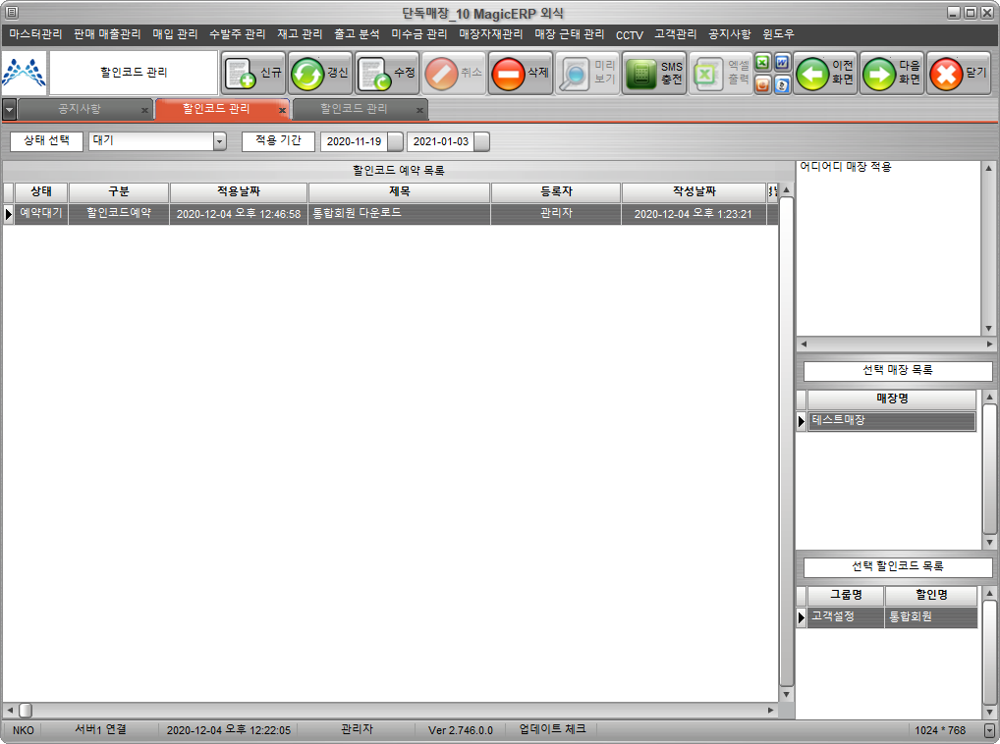 단독매장_10 MagicERP 외식
마스터관리 판매 매출관리 매입 관리 수발주 관리 재고 관리 출고 분석 미수금 관리 매장자재관리 매장 근태 관리 CCTV 고객관리 공지사항 윈도우
할인코드 관리 신규 갱신 수정 취소 삭제 미리 보기 SMS 충전 엑셀 출력 이전 화면 다음 화면 닫기
공지사항 할인코드 관리 할인코드 관리
상태 선택 대기 적용 기간 2020-11-19 2021-01-03
할인코드 예약 목록
상태 구분 적용날짜 제목 등록자 작성날짜
예약대기 할인코드예약 2020-12-04 오후 12:46:58 통합회원 다운로드 관리자 2020-12-04 오후 1:23:21
어디어디 매장 적용
선택 매장 목록
매장명
테스트매장
선택 할인코드 목록
그룹명 할인명
고객설정 통합회원
NKO 서버1 연결 2020-12-04 오후 12:22:05 관리자 Ver 2.746.0.0 업데이트 체크 1024 * 768